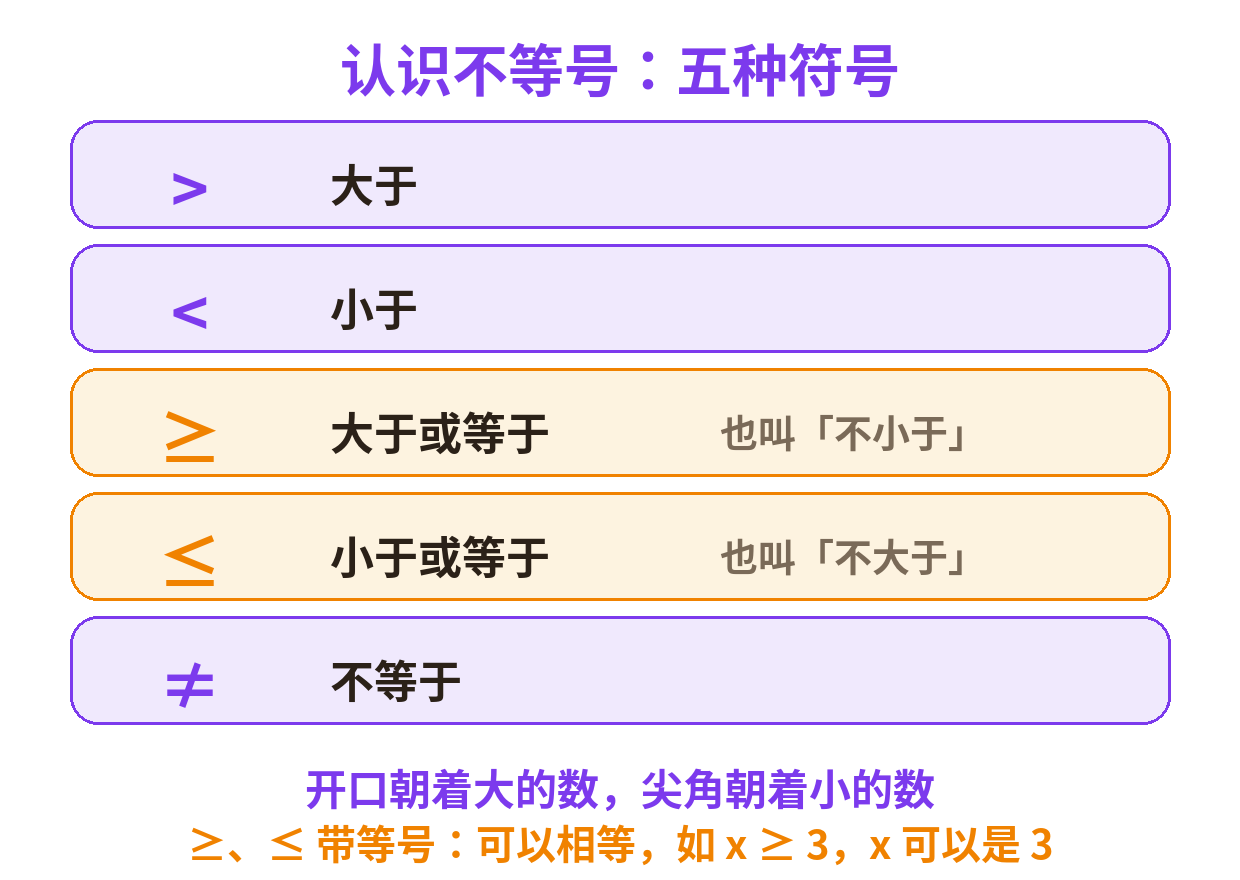 认识不等号：五种符号
> 大于
< 小于
≥ 大于或等于 也叫「不小于」
≤ 小于或等于 也叫「不大于」
≠ 不等于
开口朝着大的数，尖角朝着小的数
≥、≤ 带等号：可以相等，如 x ≥ 3，x 可以是 3